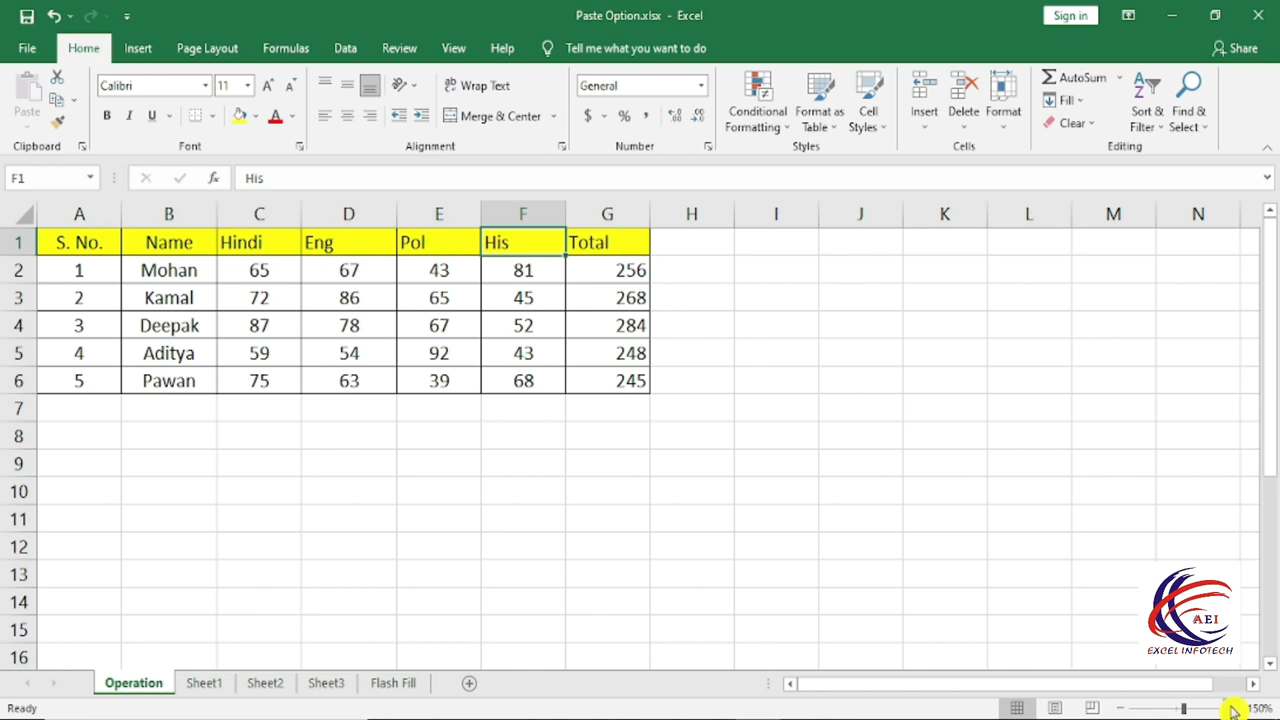 Paste Option.xlsx - Excel
Sign in
File Home Insert Page Layout Formulas Data Review View Help Tell me what you want to do Share
Paste
Clipboard
Calibri 11
B I U
Font
Wrap Text
Merge & Center
Alignment
General
$ % ,
Number
Conditional Formatting
Format as Table
Cell Styles
Styles
Insert Delete Format
Cells
AutoSum
Fill
Clear
Sort & Filter
Find & Select
Editing
F1 fx His
A B C D E F G H I J K L M N
1 S. No. Name Hindi Eng Pol His Total
2 1 Mohan 65 67 43 81 256
3 2 Kamal 72 86 65 45 268
4 3 Deepak 87 78 67 52 284
5 4 Aditya 59 54 92 43 248
6 5 Pawan 75 63 39 68 245
7
8
9
10
11
12
13
14
15
16
AEI
EXCEL INFOTECH
Operation Sheet1 Sheet2 Sheet3 Flash Fill
Ready 150%